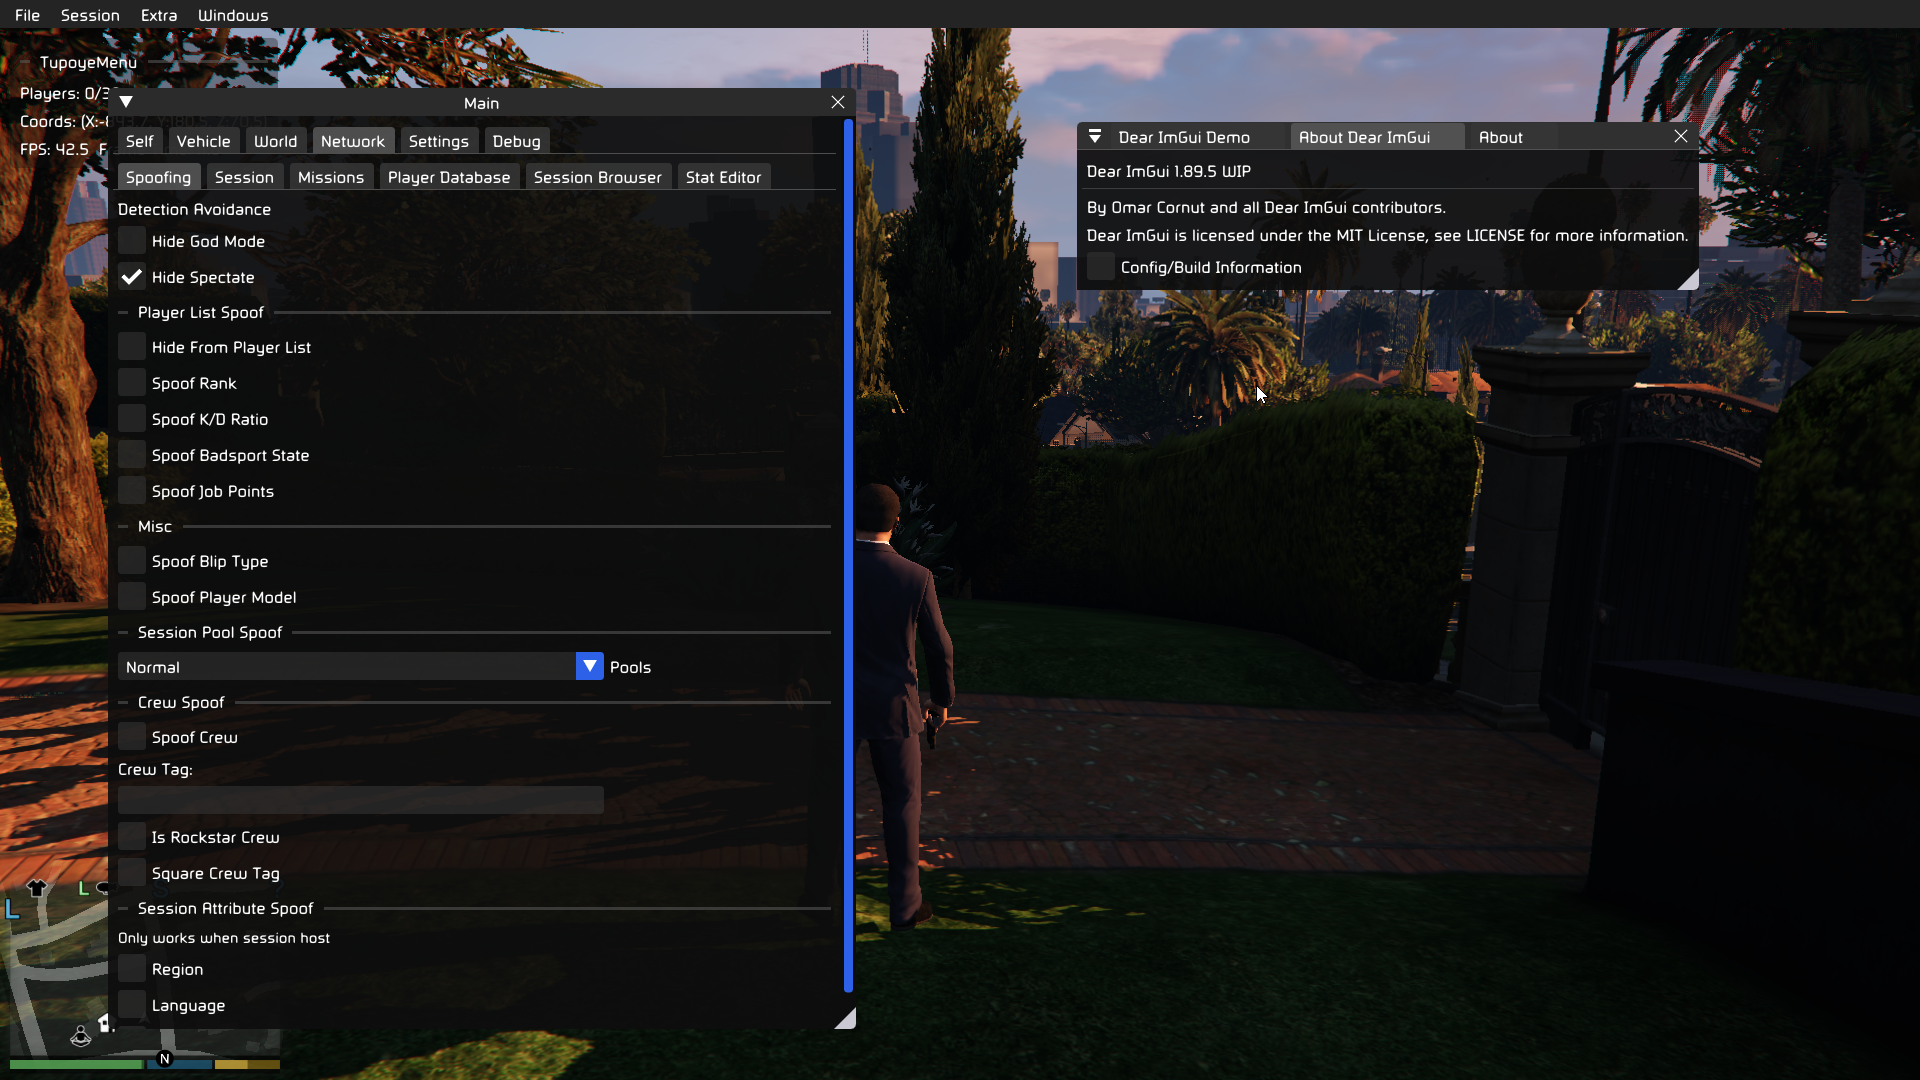 File Session Extra Windows
TupoyeMenu
Players: 0/3
Coords: (X:-8
FPS: 42.5 F
Main
Self Vehicle World Network Settings Debug
Spoofing Session Missions Player Database Session Browser Stat Editor
Detection Avoidance
Hide God Mode
Hide Spectate
Player List Spoof
Hide From Player List
Spoof Rank
Spoof K/D Ratio
Spoof Badsport State
Spoof Job Points
Misc
Spoof Blip Type
Spoof Player Model
Session Pool Spoof
Normal Pools
Crew Spoof
Spoof Crew
Crew Tag:
Is Rockstar Crew
Square Crew Tag
Session Attribute Spoof
Only works when session host
Region
Language
Dear ImGui Demo About Dear ImGui About
Dear ImGui 1.89.5 WIP
By Omar Cornut and all Dear ImGui contributors.
Dear ImGui is licensed under the MIT License, see LICENSE for more information.
Config/Build Information
L
L
N